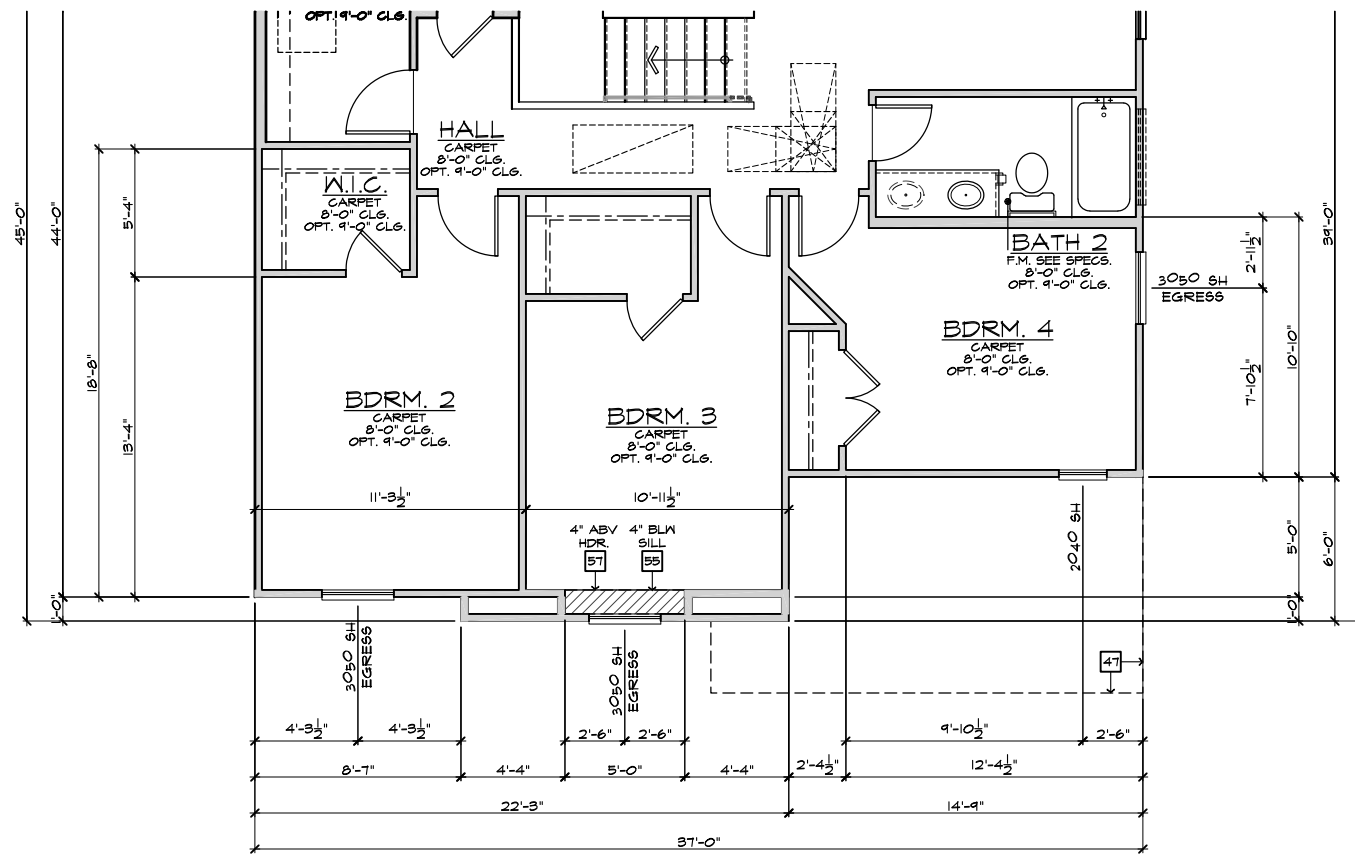 OPT. 9'-0" CLG.
HALL
CARPET
8'-0" CLG.
OPT. 9'-0" CLG.
W.I.C.
CARPET
8'-0" CLG.
OPT. 9'-0" CLG.
BATH 2
F.M. SEE SPECS.
8'-0" CLG.
OPT. 9'-0" CLG.
3050 SH
EGRESS
BDRM. 4
CARPET
8'-0" CLG.
OPT. 9'-0" CLG.
BDRM. 2
CARPET
8'-0" CLG.
OPT. 9'-0" CLG.
BDRM. 3
CARPET
8'-0" CLG.
OPT. 9'-0" CLG.
45'-0"
44'-0"
5'-4"
18'-8"
13'-4"
1'-0"
39'-0"
2'-11½"
10'-10"
7'-10½"
5'-0"
6'-0"
1'-0"
11'-3½"
10'-11½"
4" ABV
HDR.
57
4" BLW
SILL
55
2040 SH
3050 SH
EGRESS
3050 SH
EGRESS
47
4'-3½"
4'-3½"
2'-6"
2'-6"
9'-10½"
2'-6"
8'-7"
4'-4"
5'-0"
4'-4"
2'-4½"
12'-4½"
22'-3"
14'-9"
37'-0"